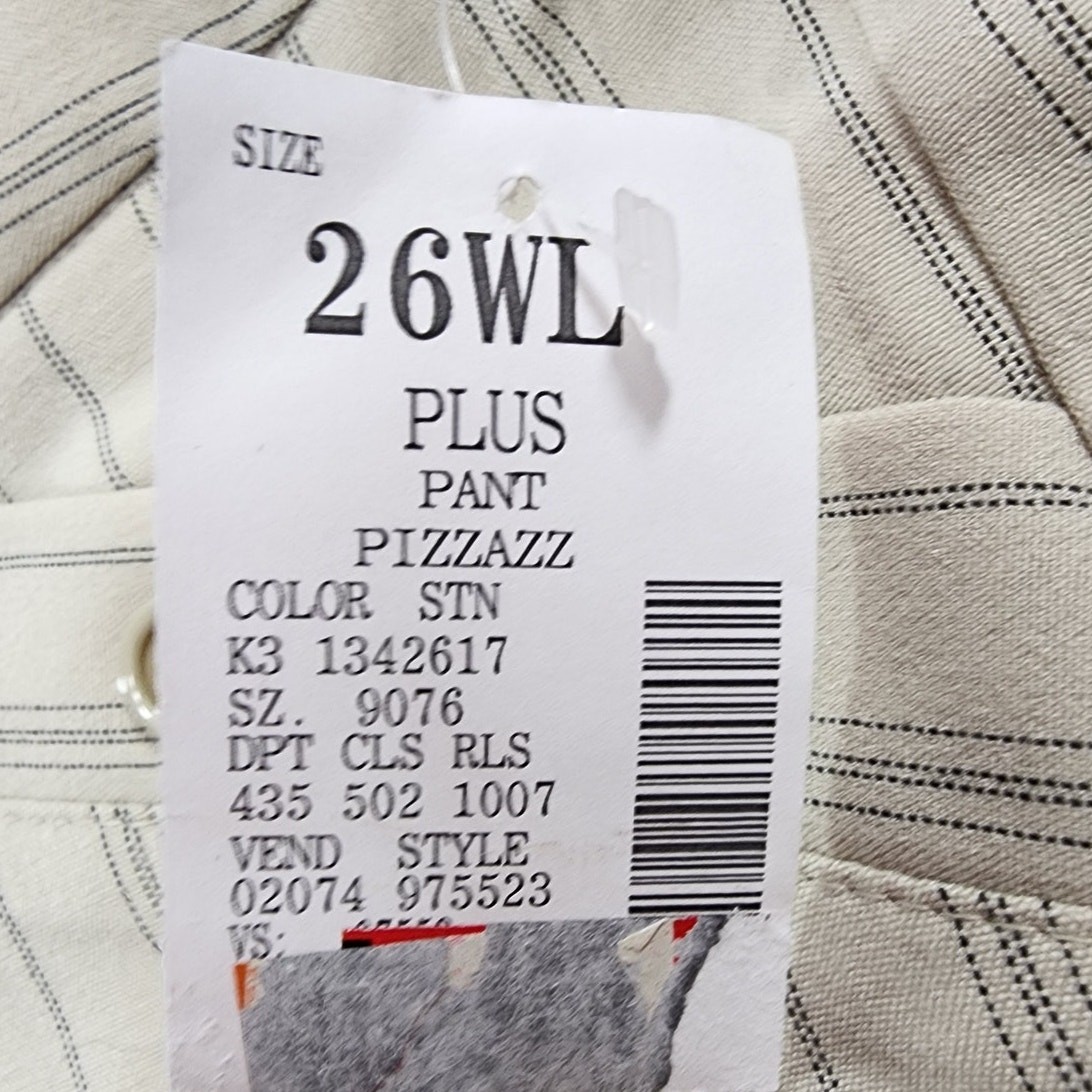 SIZE
26WL
PLUS
PANT
PIZZAZZ
COLOR STN
K3 1342617
SZ. 9076
DPT CLS RLS
435 502 1007
VEND STYLE
02074 975523
VS: